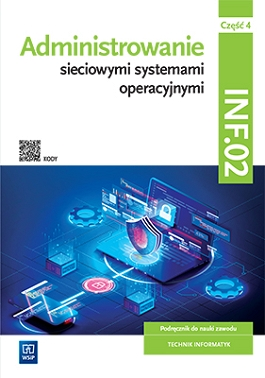 Część 4
Administrowanie
sieciowymi systemami
operacyjnymi
INF.02
KODY
Podręcznik do nauki zawodu
TECHNIK INFORMATYK
WSiP